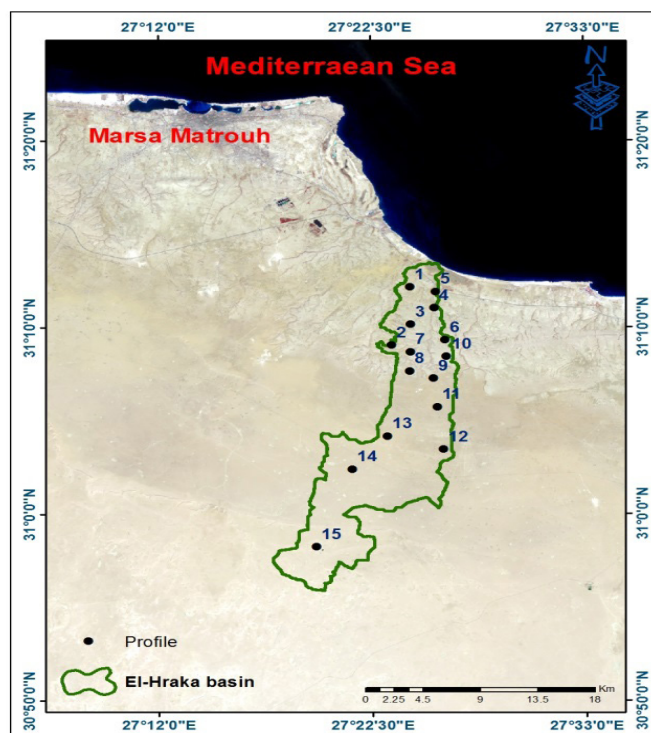 27°12'0"E 27°22'30"E 27°33'0"E
Mediterraean Sea
N
31°20'0"N 31°20'0"N
Marsa Matrouh
1 5
4
3
31°10'0"N 31°10'0"N
6
2 7 10
8 9
11
13 12
14
31°0'0"N 31°0'0"N
15
Profile
El-Hraka basin
Km
0 2.25 4.5 9 13.5 18
30°50'0"N 30°50'0"N
27°12'0"E 27°22'30"E 27°33'0"E